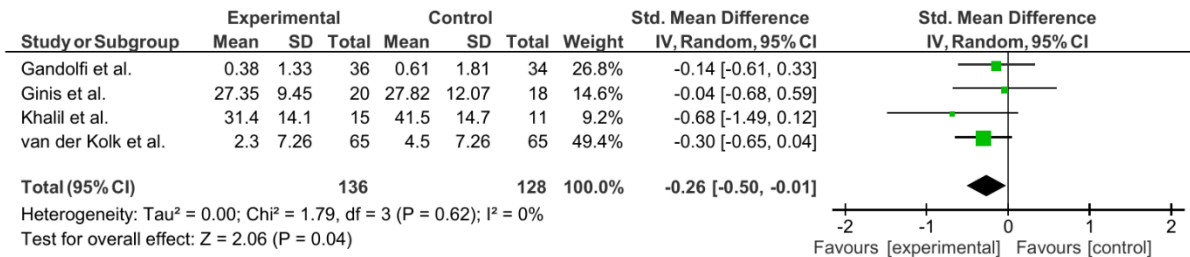 Experimental Control Std. Mean Difference Std. Mean Difference
Study or Subgroup Mean SD Total Mean SD Total Weight IV, Random, 95% CI IV, Random, 95% CI
Gandolfi et al. 0.38 1.33 36 0.61 1.81 34 26.8% -0.14 [-0.61, 0.33]
Ginis et al. 27.35 9.45 20 27.82 12.07 18 14.6% -0.04 [-0.68, 0.59]
Khalil et al. 31.4 14.1 15 41.5 14.7 11 9.2% -0.68 [-1.49, 0.12]
van der Kolk et al. 2.3 7.26 65 4.5 7.26 65 49.4% -0.30 [-0.65, 0.04]
Total (95% CI) 136 128 100.0% -0.26 [-0.50, -0.01]
Heterogeneity: Tau² = 0.00; Chi² = 1.79, df = 3 (P = 0.62); I² = 0%
Test for overall effect: Z = 2.06 (P = 0.04)
-2 -1 0 1 2
Favours [experimental] Favours [control]